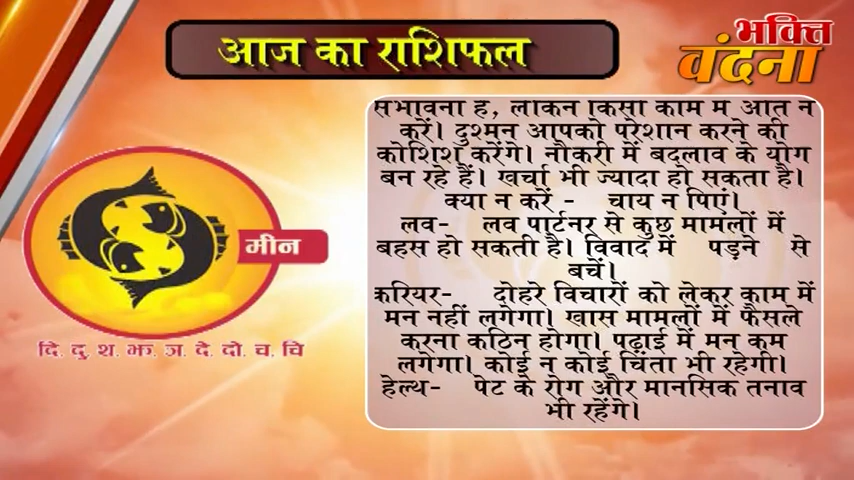 आज का राशिफल
भक्ति
वंदना
संभावना है, लेकिन किसी काम में अति न
करें। दुश्मन आपको परेशान करने की
कोशिश करेंगे। नौकरी में बदलाव के योग
बन रहे हैं। खर्चा भी ज्यादा हो सकता है।
क्या न करें - चाय न पिएं।
लव- लव पार्टनर से कुछ मामलों में
बहस हो सकती है। विवाद में पड़ने से
बचें।
करियर- दोहरे विचारों को लेकर काम में
मन नहीं लगेगा। खास मामलों में फैसले
करना कठिन होगा। पढ़ाई में मन कम
लगेगा। कोई न कोई चिंता भी रहेगी।
हेल्थ- पेट के रोग और मानसिक तनाव
भी रहेंगे।
मीन
दि. दु. श. झ. ञ. दे. दो. च. चि